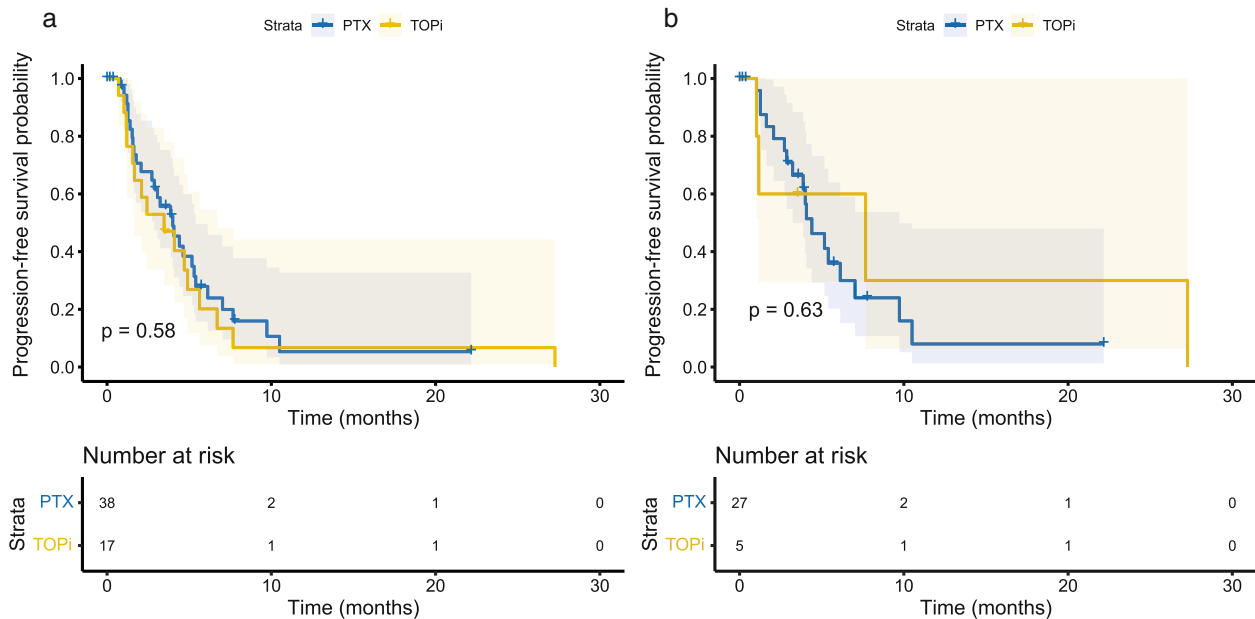 a
Strata PTX TOPi
Progression-free survival probability
1.0
0.8
0.6
0.4
0.2
0.0
p = 0.58
0 10 20 30
Time (months)
Number at risk
Strata
PTX 38 2 1 0
TOPi 17 1 1 0
0 10 20 30
Time (months)
b
Strata PTX TOPi
Progression-free survival probability
1.0
0.8
0.6
0.4
0.2
0.0
p = 0.63
0 10 20 30
Time (months)
Number at risk
Strata
PTX 27 2 1 0
TOPi 5 1 1 0
0 10 20 30
Time (months)